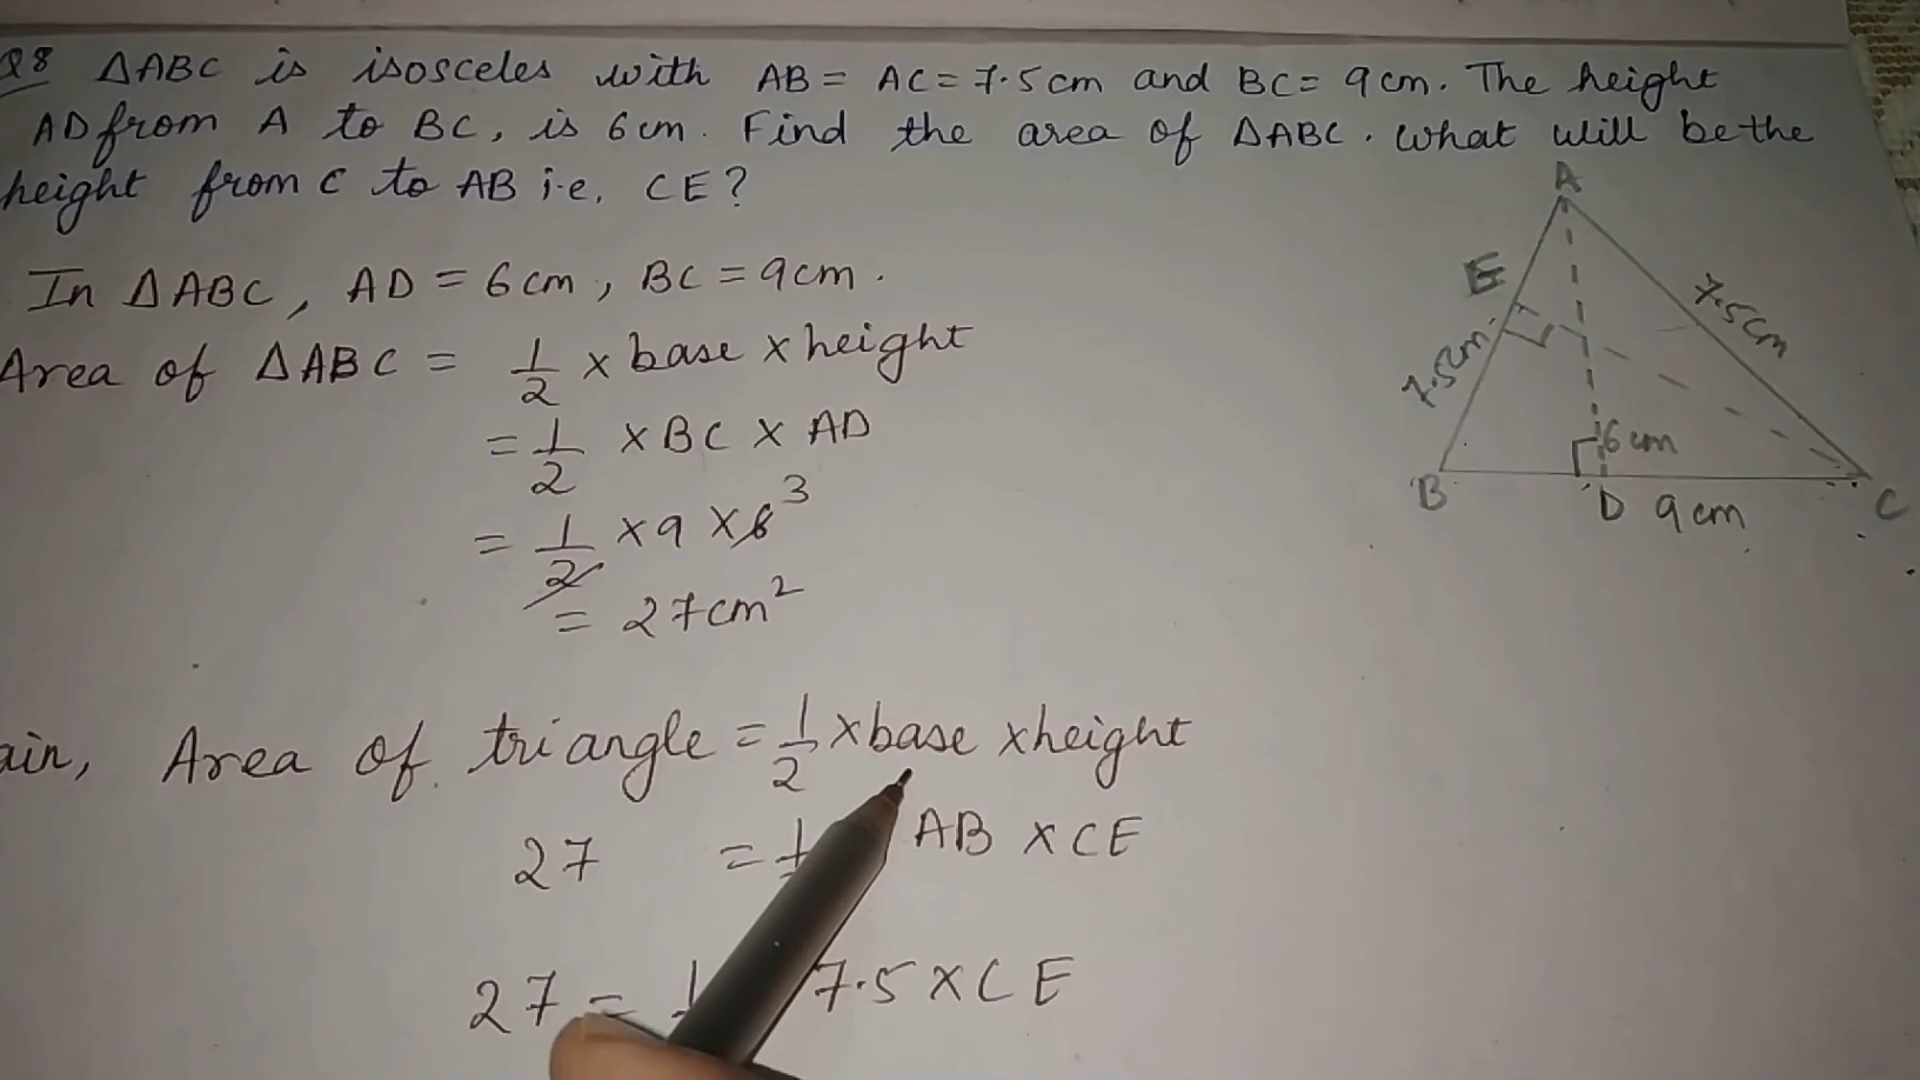 Q8 ΔABC is isosceles with AB = AC = 7.5 cm and BC = 9 cm. The height
AD from A to BC, is 6 cm. Find the area of ΔABC. What will be the
height from C to AB i.e. CE?
In ΔABC, AD = 6 cm, BC = 9 cm.
Area of ΔABC = 1/2 × base × height
= 1/2 × BC × AD
= 1/2 × 9 × 6 3
= 27 cm²
Area of triangle = 1/2 × base × height
27 = 1 AB × CE
27 = 1 7.5 × CE
A
E
7.5cm
7.5cm
6 cm
B D 9 cm C